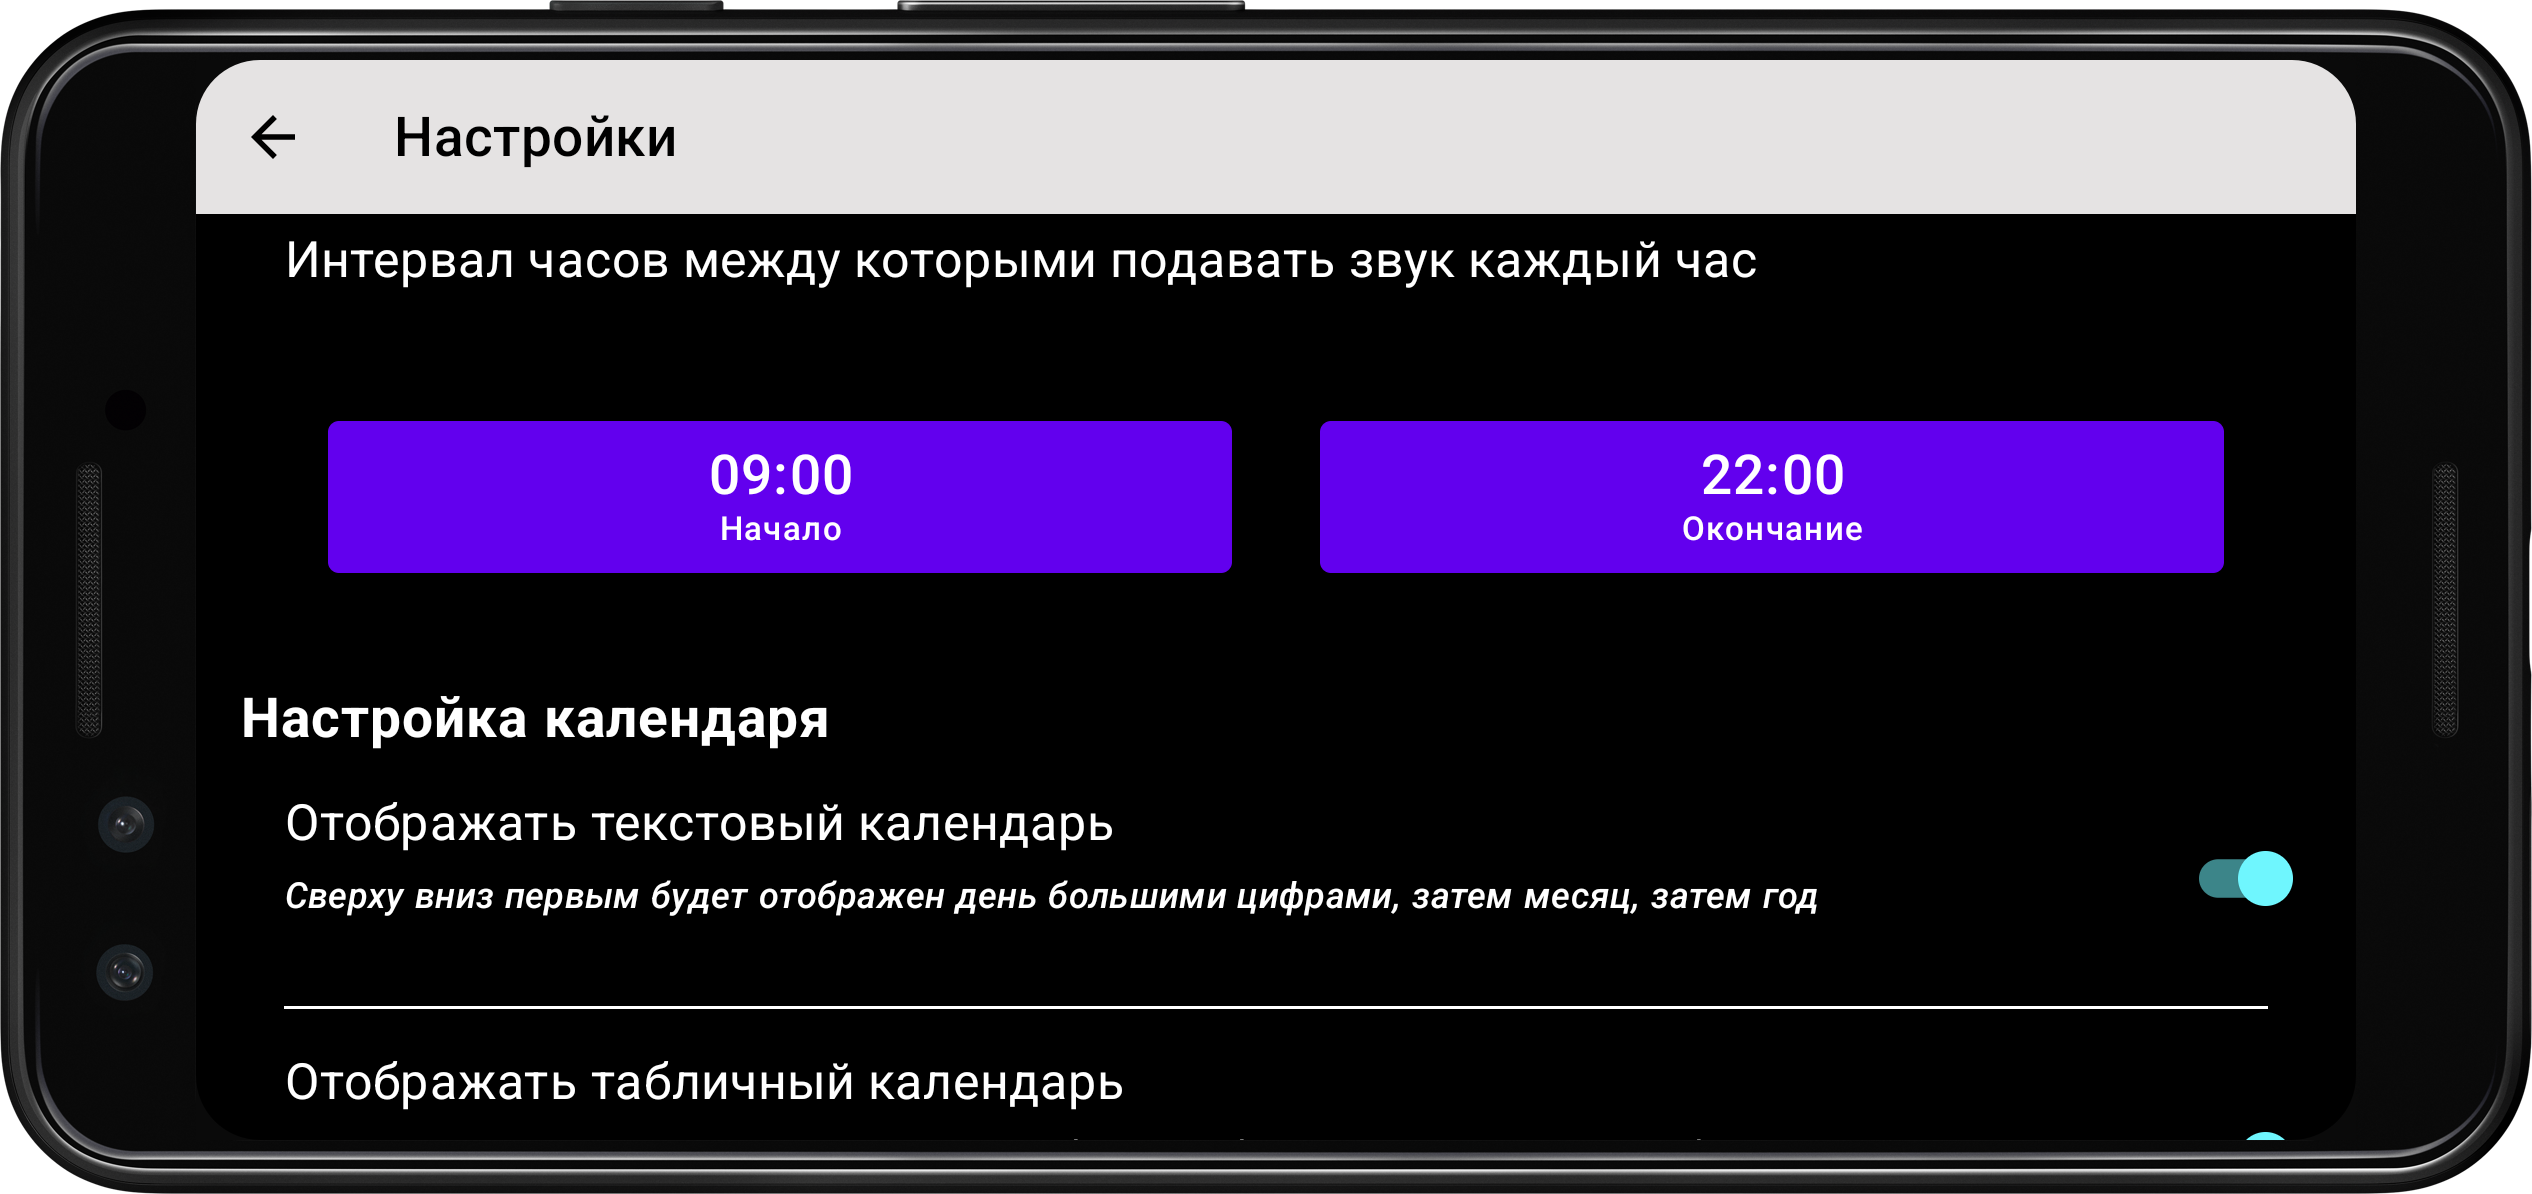 Настройки
Интервал часов между которыми подавать звук каждый час
09:00
Начало
22:00
Окончание
Настройка календаря
Отображать текстовый календарь
Сверху вниз первым будет отображен день большими цифрами, затем месяц, затем год
Отображать табличный календарь